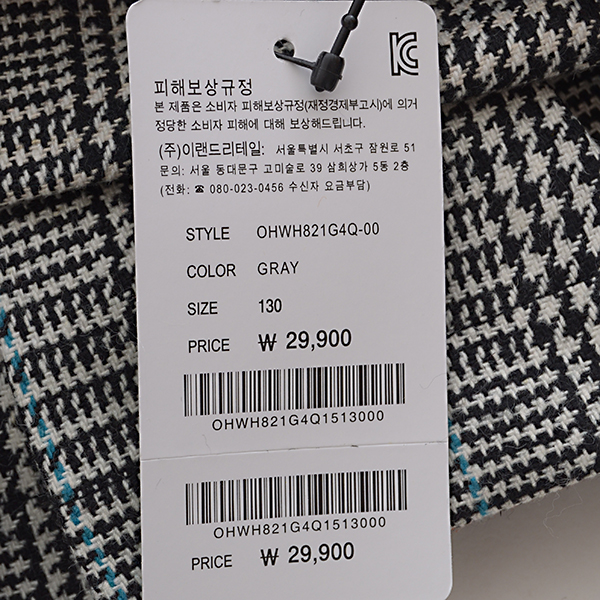 피해보상규정
본 제품은 소비자 피해보상규정(재정경제부고시)에 의거
정당한 소비자 피해에 대해 보상해드립니다.
(주)이랜드리테일: 서울특별시 서초구 잠원로 51
문의: 서울 동대문구 고미술로 39 삼희상가 5동 2층
(전화: ☎ 080-023-0456 수신자 요금부담)
STYLE OHWH821G4Q-00
COLOR GRAY
SIZE 130
PRICE ₩ 29,900
OHWH821G4Q1513000
OHWH821G4Q1513000
PRICE ₩ 29,900